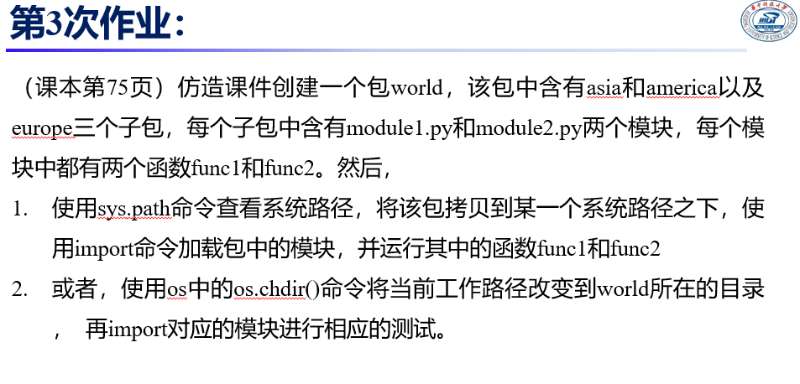 第3次作业：
（课本第75页）仿造课件创建一个包world，该包中含有asia和america以及
europe三个子包，每个子包中含有module1.py和module2.py两个模块，每个模
块中都有两个函数func1和func2。然后，
1. 使用sys.path命令查看系统路径，将该包拷贝到某一个系统路径之下，使
用import命令加载包中的模块，并运行其中的函数func1和func2
2. 或者，使用os中的os.chdir()命令将当前工作路径改变到world所在的目录
， 再import对应的模块进行相应的测试。